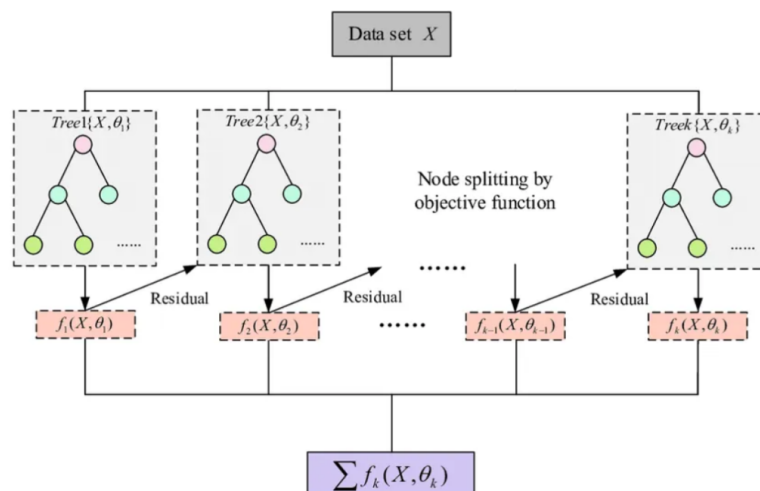 Data set X
Tree1{X,θ₁}
Tree2{X,θ₂}
Treek{X,θₖ}
Node splitting by
objective function
......
......
......
......
Residual
Residual
Residual
f₁(X,θ₁)
f₂(X,θ₂)
......
fₖ₋₁(X,θₖ₋₁)
fₖ(X,θₖ)
∑fₖ(X,θₖ)